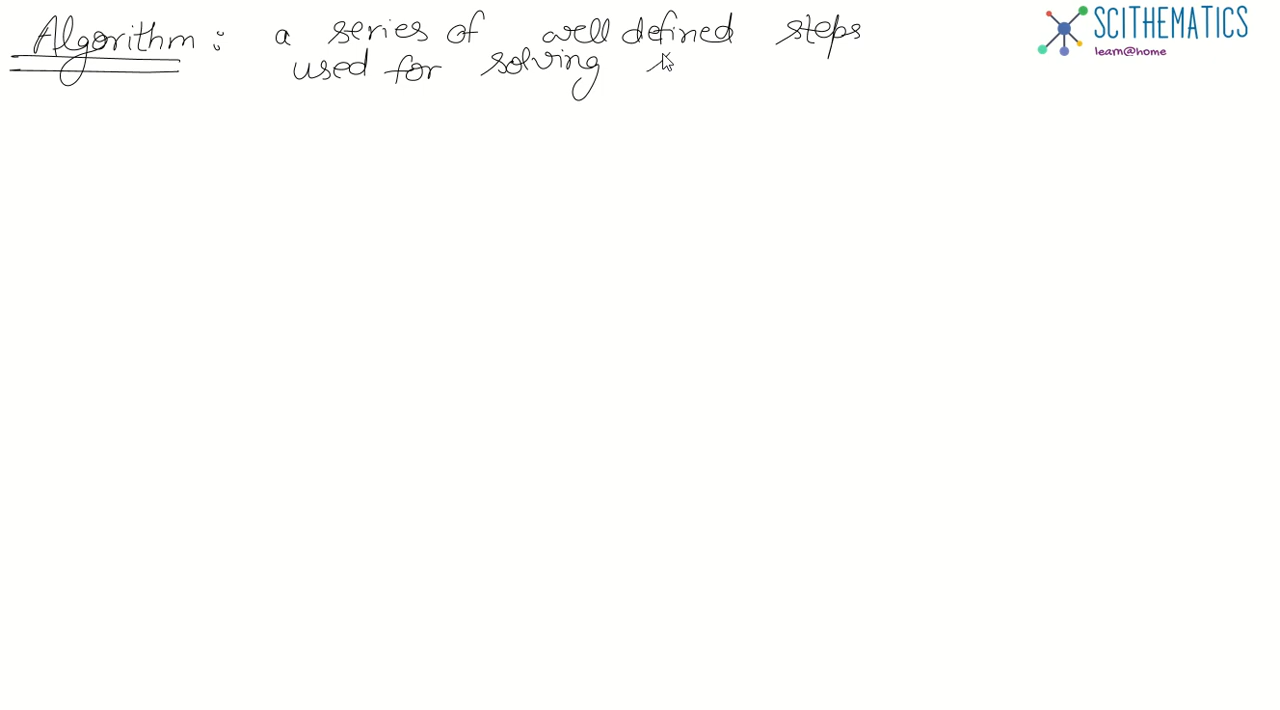 Algorithm : a series of well defined steps
used for solving
SCITHEMATICS
learn@home